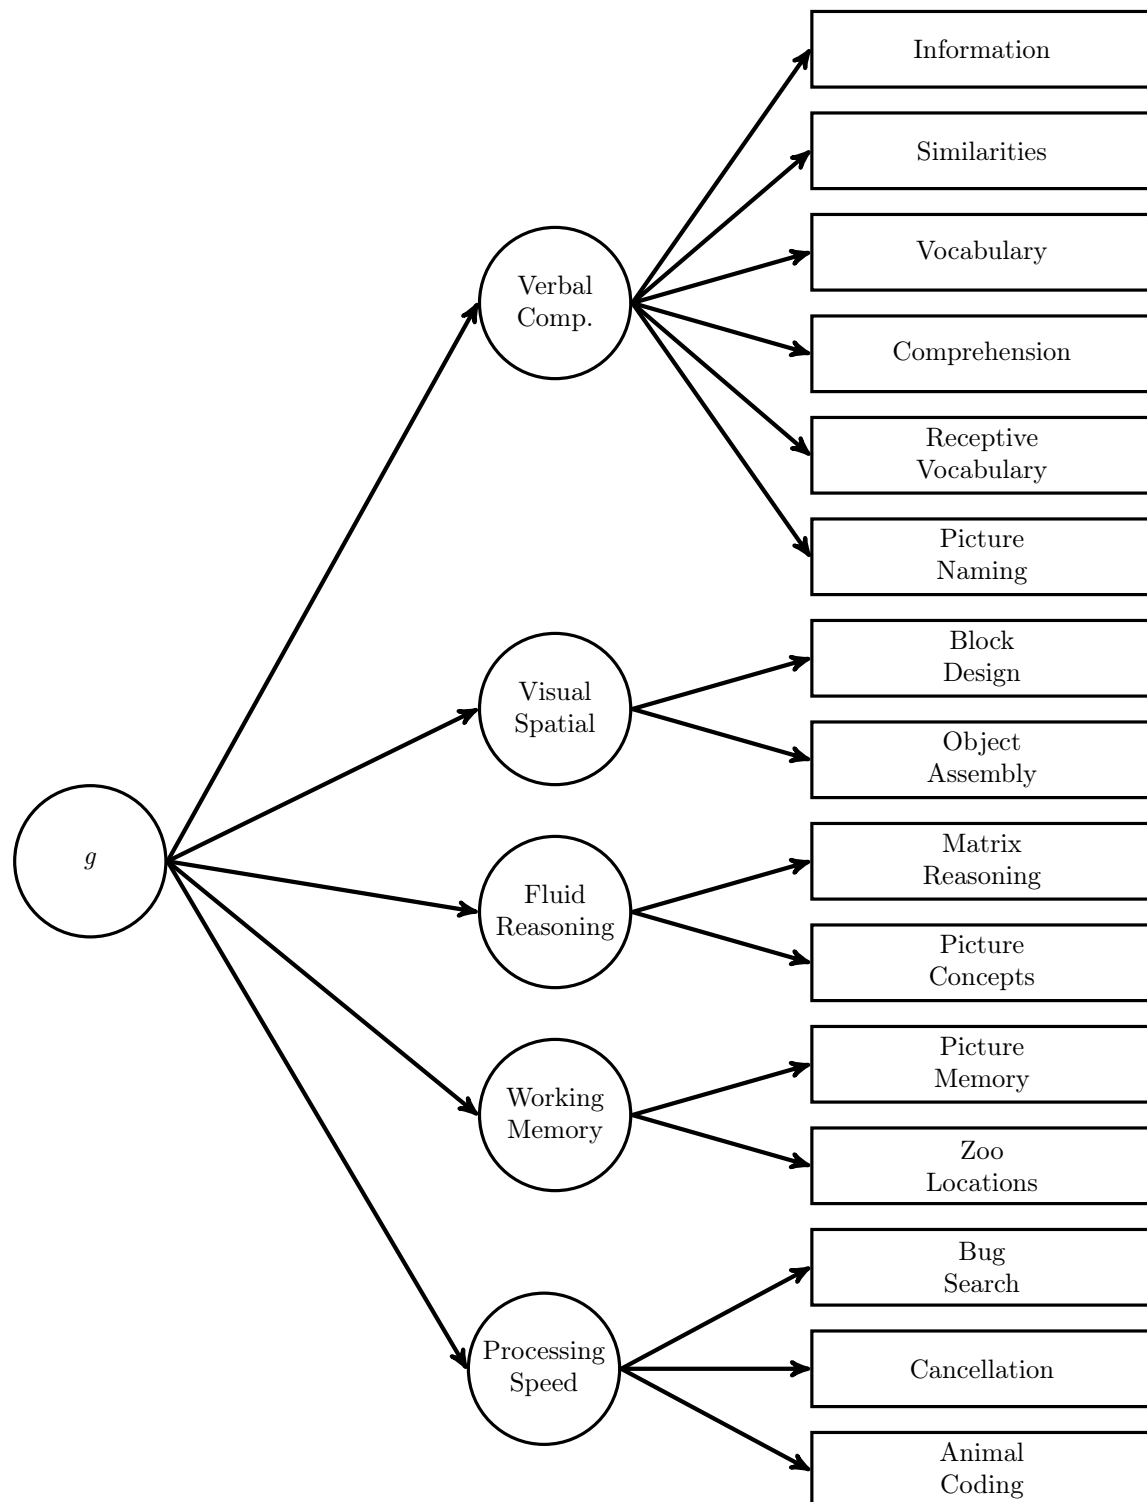 Information
Similarities
Vocabulary
Comprehension
Receptive
Vocabulary
Picture
Naming
Block
Design
Object
Assembly
Matrix
Reasoning
Picture
Concepts
Picture
Memory
Zoo
Locations
Bug
Search
Cancellation
Animal
Coding
Verbal
Comp.
Visual
Spatial
Fluid
Reasoning
Working
Memory
Processing
Speed
g